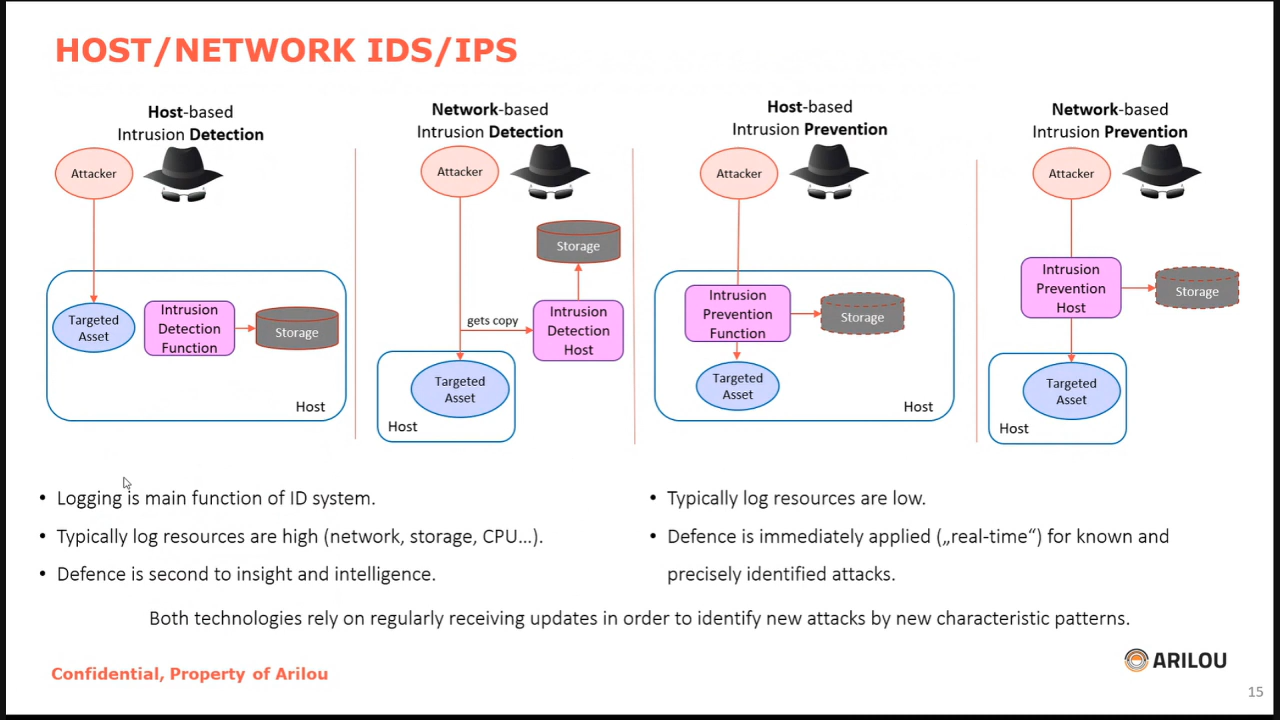 HOST/NETWORK IDS/IPS
Host-based
Intrusion Detection
Attacker
Targeted
Asset
Intrusion
Detection
Function
Storage
Host
Network-based
Intrusion Detection
Attacker
Storage
gets copy
Intrusion
Detection
Host
Targeted
Asset
Host
Host-based
Intrusion Prevention
Attacker
Intrusion
Prevention
Function
Storage
Targeted
Asset
Host
Network-based
Intrusion Prevention
Attacker
Intrusion
Prevention
Host
Storage
Targeted
Asset
Host
• Logging is main function of ID system.
• Typically log resources are high (network, storage, CPU...).
• Defence is second to insight and intelligence.
• Typically log resources are low.
• Defence is immediately applied („real-time“) for known and
precisely identified attacks.
Both technologies rely on regularly receiving updates in order to identify new attacks by new characteristic patterns.
Confidential, Property of Arilou
ARILOU
15